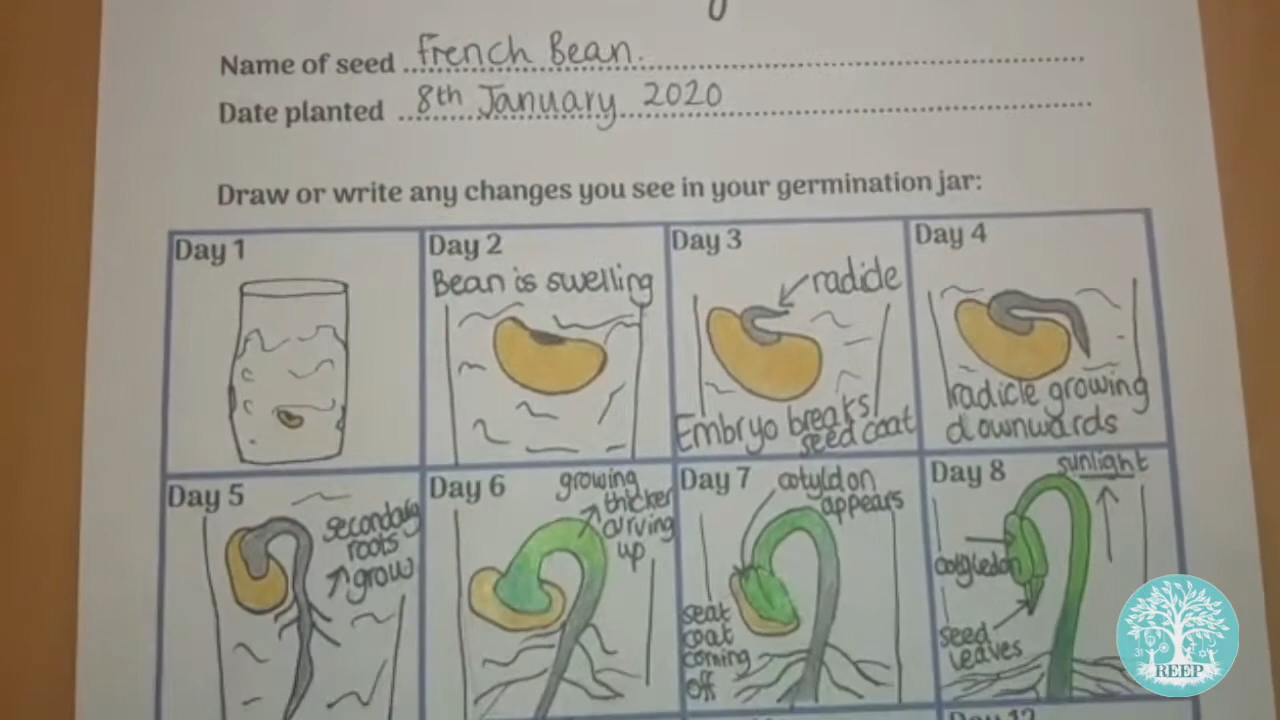 Name of seed French Bean.
Date planted 8th January 2020
Draw or write any changes you see in your germination jar:
Day 1
Day 2
Bean is swelling
Day 3
radicle
Embryo breaks
seed coat
Day 4
radicle growing
downwards
Day 5
secondary
roots
grow
Day 6
growing
thicker
curving
up
Day 7
cotyldon
appears
seat
coat
coming
off
Day 8
sunlight
cotyledon
seed
leaves
Day 12
REEP